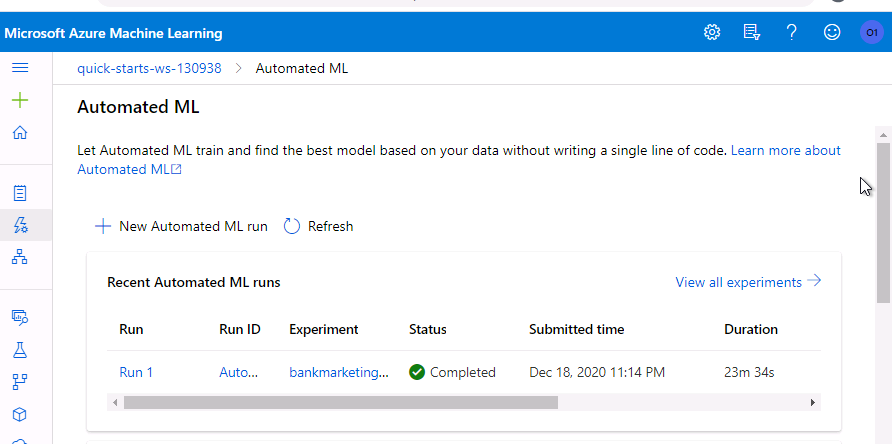 Microsoft Azure Machine Learning
O1
quick-starts-ws-130938 > Automated ML
Automated ML
Let Automated ML train and find the best model based on your data without writing a single line of code. Learn more about
Automated ML
New Automated ML run Refresh
Recent Automated ML runs View all experiments
Run Run ID Experiment Status Submitted time Duration
Run 1 Auto... bankmarketing... Completed Dec 18, 2020 11:14 PM 23m 34s